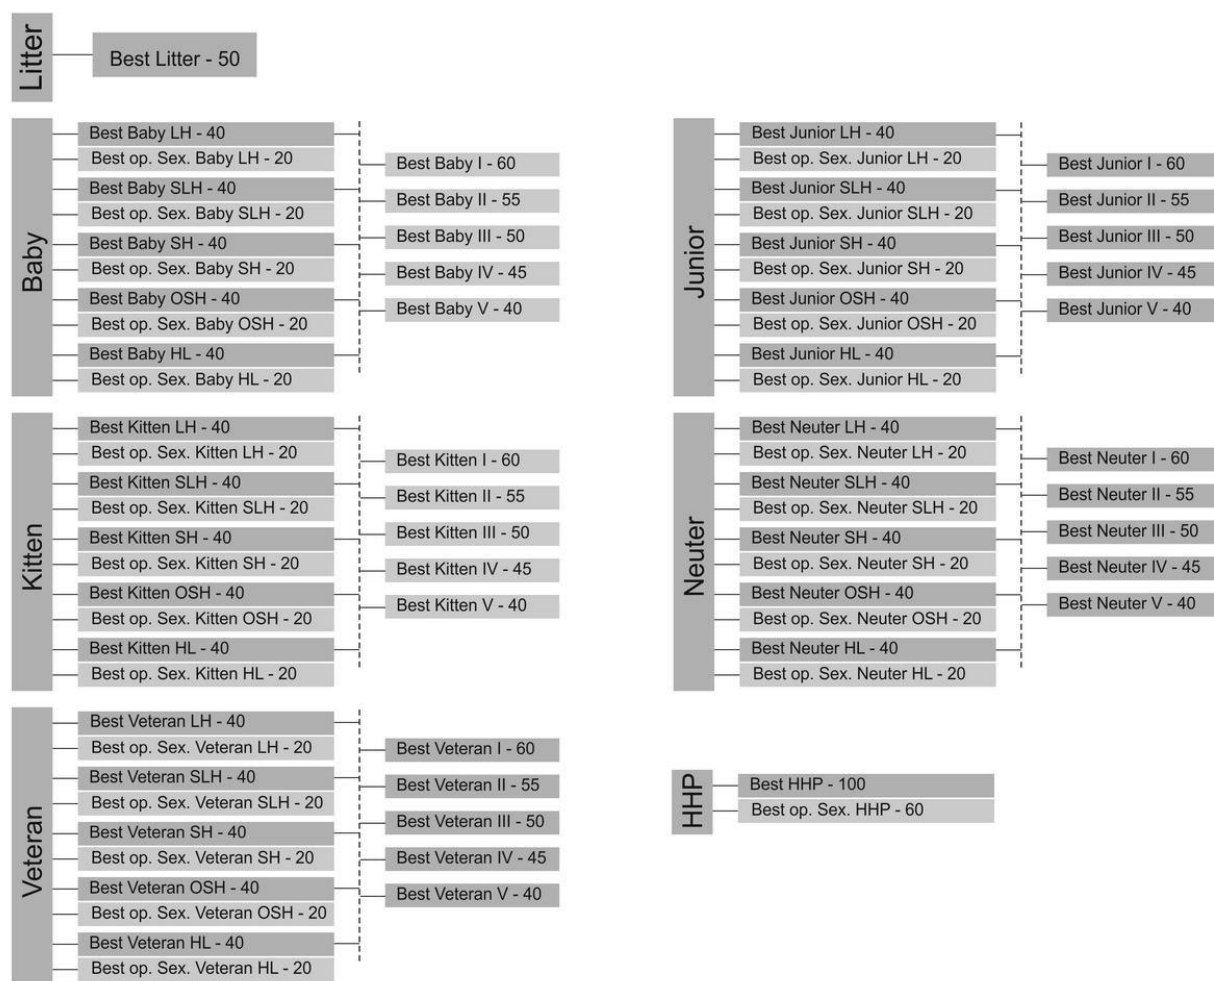 Litter
Best Litter - 50
Baby
Best Baby LH - 40
Best op. Sex. Baby LH - 20
Best Baby SLH - 40
Best op. Sex. Baby SLH - 20
Best Baby SH - 40
Best op. Sex. Baby SH - 20
Best Baby OSH - 40
Best op. Sex. Baby OSH - 20
Best Baby HL - 40
Best op. Sex. Baby HL - 20
Best Baby I - 60
Best Baby II - 55
Best Baby III - 50
Best Baby IV - 45
Best Baby V - 40
Junior
Best Junior LH - 40
Best op. Sex. Junior LH - 20
Best Junior SLH - 40
Best op. Sex. Junior SLH - 20
Best Junior SH - 40
Best op. Sex. Junior SH - 20
Best Junior OSH - 40
Best op. Sex. Junior OSH - 20
Best Junior HL - 40
Best op. Sex. Junior HL - 20
Best Junior I - 60
Best Junior II - 55
Best Junior III - 50
Best Junior IV - 45
Best Junior V - 40
Kitten
Best Kitten LH - 40
Best op. Sex. Kitten LH - 20
Best Kitten SLH - 40
Best op. Sex. Kitten SLH - 20
Best Kitten SH - 40
Best op. Sex. Kitten SH - 20
Best Kitten OSH - 40
Best op. Sex. Kitten OSH - 20
Best Kitten HL - 40
Best op. Sex. Kitten HL - 20
Best Kitten I - 60
Best Kitten II - 55
Best Kitten III - 50
Best Kitten IV - 45
Best Kitten V - 40
Neuter
Best Neuter LH - 40
Best op. Sex. Neuter LH - 20
Best Neuter SLH - 40
Best op. Sex. Neuter SLH - 20
Best Neuter SH - 40
Best op. Sex. Neuter SH - 20
Best Neuter OSH - 40
Best op. Sex. Neuter OSH - 20
Best Neuter HL - 40
Best op. Sex. Neuter HL - 20
Best Neuter I - 60
Best Neuter II - 55
Best Neuter III - 50
Best Neuter IV - 45
Best Neuter V - 40
Veteran
Best Veteran LH - 40
Best op. Sex. Veteran LH - 20
Best Veteran SLH - 40
Best op. Sex. Veteran SLH - 20
Best Veteran SH - 40
Best op. Sex. Veteran SH - 20
Best Veteran OSH - 40
Best op. Sex. Veteran OSH - 20
Best Veteran HL - 40
Best op. Sex. Veteran HL - 20
Best Veteran I - 60
Best Veteran II - 55
Best Veteran III - 50
Best Veteran IV - 45
Best Veteran V - 40
HHP
Best HHP - 100
Best op. Sex. HHP - 60